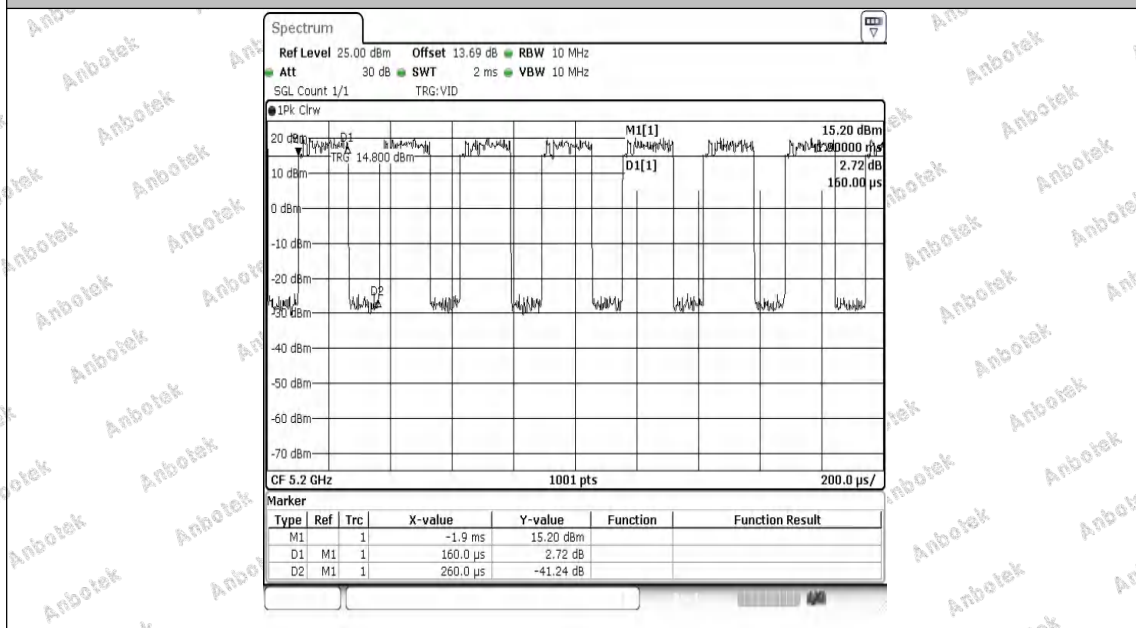 Spectrum
Ref Level 25.00 dBm Offset 13.69 dB RBW 10 MHz
Att 30 dB SWT 2 ms VBW 10 MHz
SGL Count 1/1 TRG:VID
1Pk Clrw
M1[1] 15.20 dBm
D1[1] 2.72 dB
160.00 µs
20 dBm
D1
TRG 14.800 dBm
10 dBm
0 dBm
-10 dBm
-20 dBm
D2
-30 dBm
-40 dBm
-50 dBm
-60 dBm
-70 dBm
CF 5.2 GHz 1001 pts 200.0 µs/
Marker
Type Ref Trc X-value Y-value Function Function Result
M1 1 -1.9 ms 15.20 dBm
D1 M1 1 160.0 µs 2.72 dB
D2 M1 1 260.0 µs -41.24 dB
Anbotek